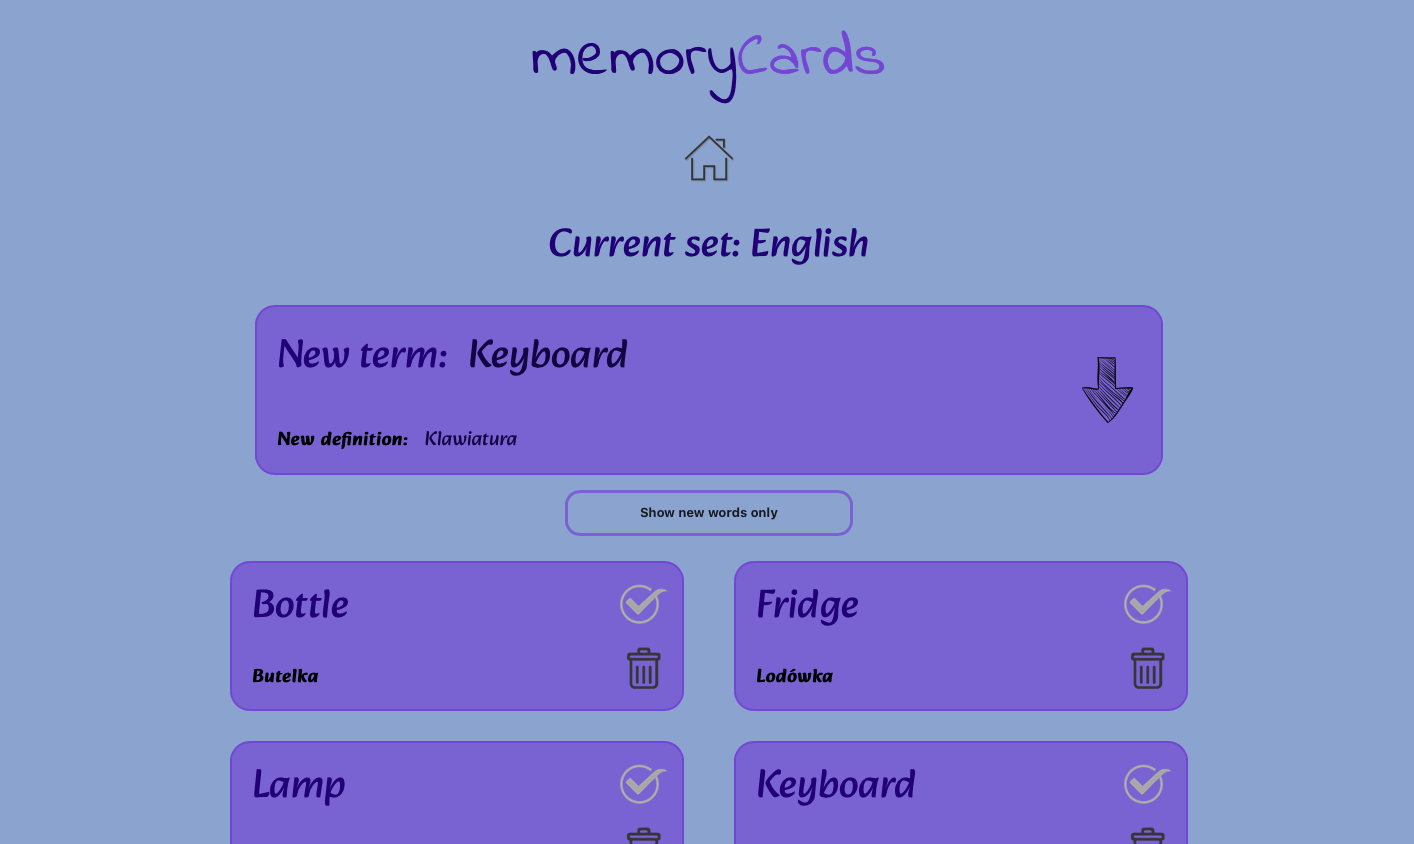 memoryCards
Current set: English
New term: Keyboard
New definition: Klawiatura
Show new words only
Bottle
Butelka
Fridge
Lodówka
Lamp
Keyboard